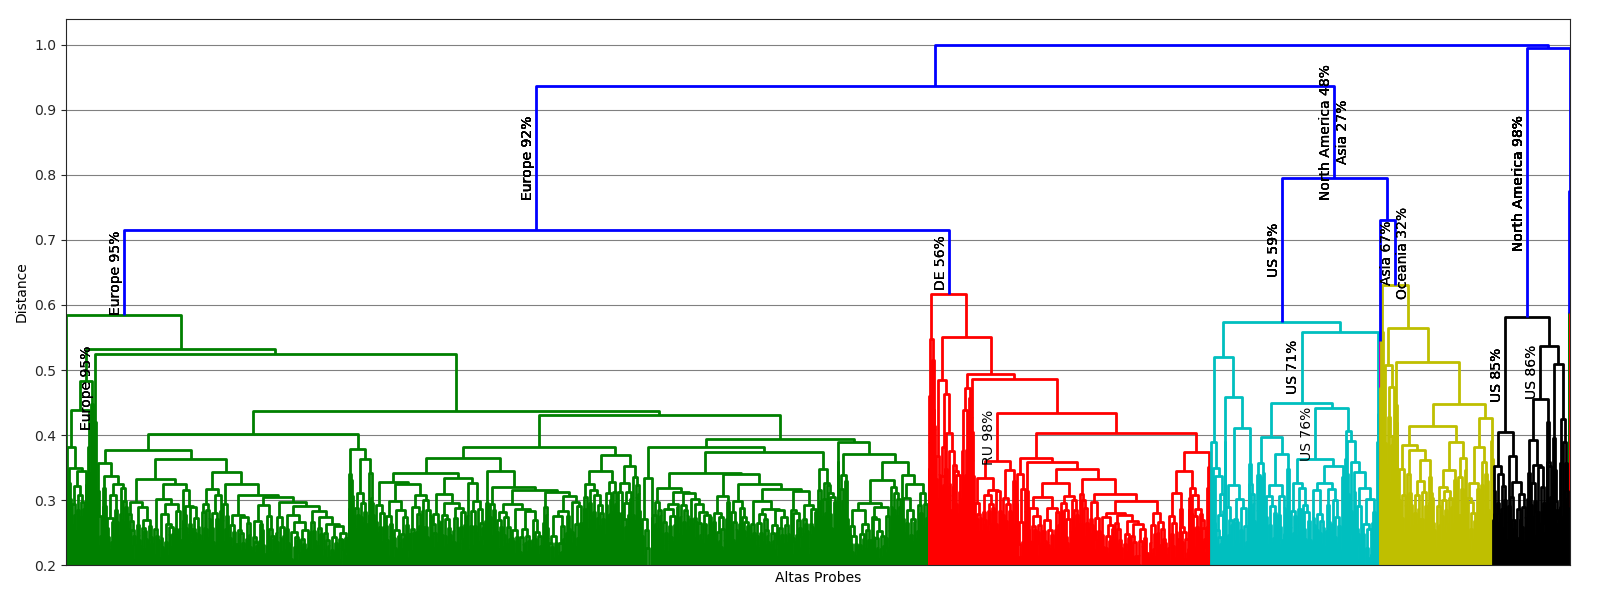 1.0
0.9
0.8
0.7
0.6
0.5
0.4
0.3
0.2
Distance
Altas Probes
Europe 95%
Europe 95%
Europe 92%
DE 56%
RU 98%
North America 48%
Asia 27%
US 59%
US 71%
US 76%
Asia 67%
Oceania 32%
North America 98%
US 85%
US 86%